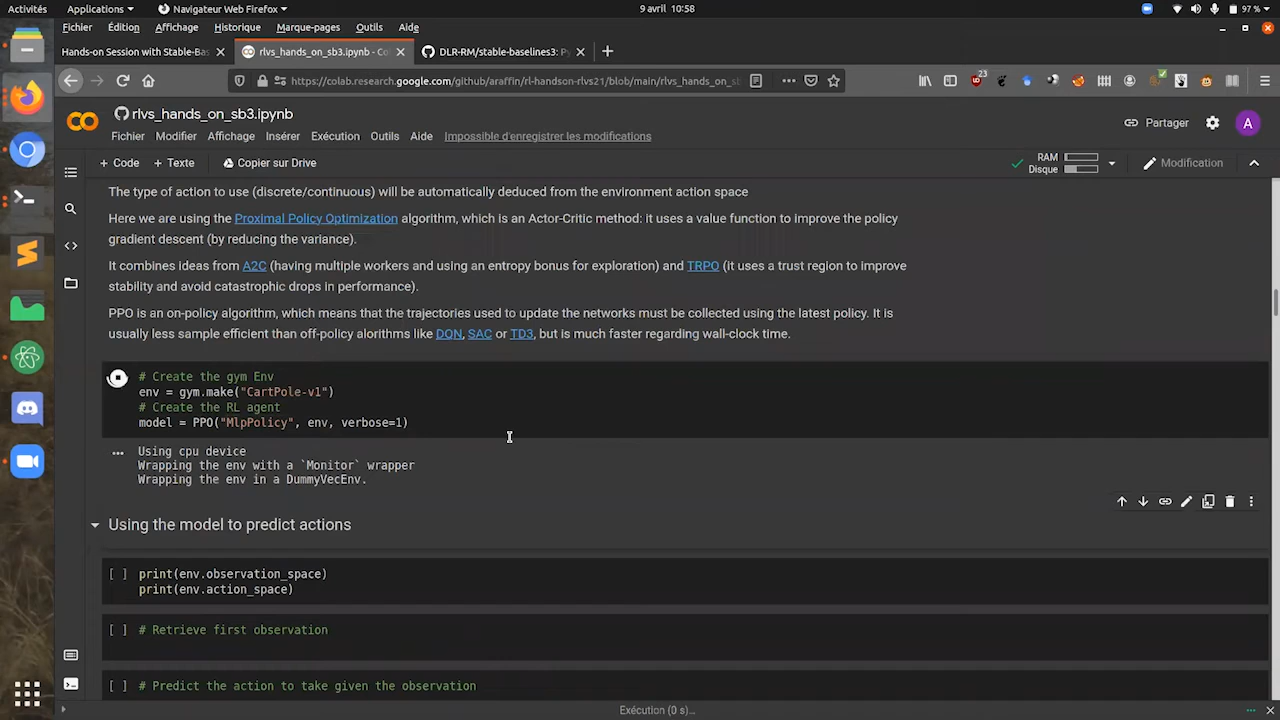 Activités
Applications
Navigateur Web Firefox
9 avril 10:58
97 %
Fichier Édition Affichage Historique Marque-pages Outils Aide
Hands-on Session with Stable-Bas
rlvs_hands_on_sb3.ipynb - Co
DLR-RM/stable-baselines3: Py
https://colab.research.google.com/github/araffin/rl-handson-rlvs21/blob/main/rlvs_hands_on_sb
23
rlvs_hands_on_sb3.ipynb
Partager
A
Fichier Modifier Affichage Insérer Exécution Outils Aide Impossible d'enregistrer les modifications
+ Code + Texte Copier sur Drive
RAM
Disque
Modification
The type of action to use (discrete/continuous) will be automatically deduced from the environment action space
Here we are using the Proximal Policy Optimization algorithm, which is an Actor-Critic method: it uses a value function to improve the policy
gradient descent (by reducing the variance).
It combines ideas from A2C (having multiple workers and using an entropy bonus for exploration) and TRPO (it uses a trust region to improve
stability and avoid catastrophic drops in performance).
PPO is an on-policy algorithm, which means that the trajectories used to update the networks must be collected using the latest policy. It is
usually less sample efficient than off-policy alorithms like DQN, SAC or TD3, but is much faster regarding wall-clock time.
# Create the gym Env
env = gym.make("CartPole-v1")
# Create the RL agent
model = PPO("MlpPolicy", env, verbose=1)
Using cpu device
Wrapping the env with a `Monitor` wrapper
Wrapping the env in a DummyVecEnv.
Using the model to predict actions
[ ] print(env.observation_space)
print(env.action_space)
[ ] # Retrieve first observation
[ ] # Predict the action to take given the observation
Exécution (0 s)...